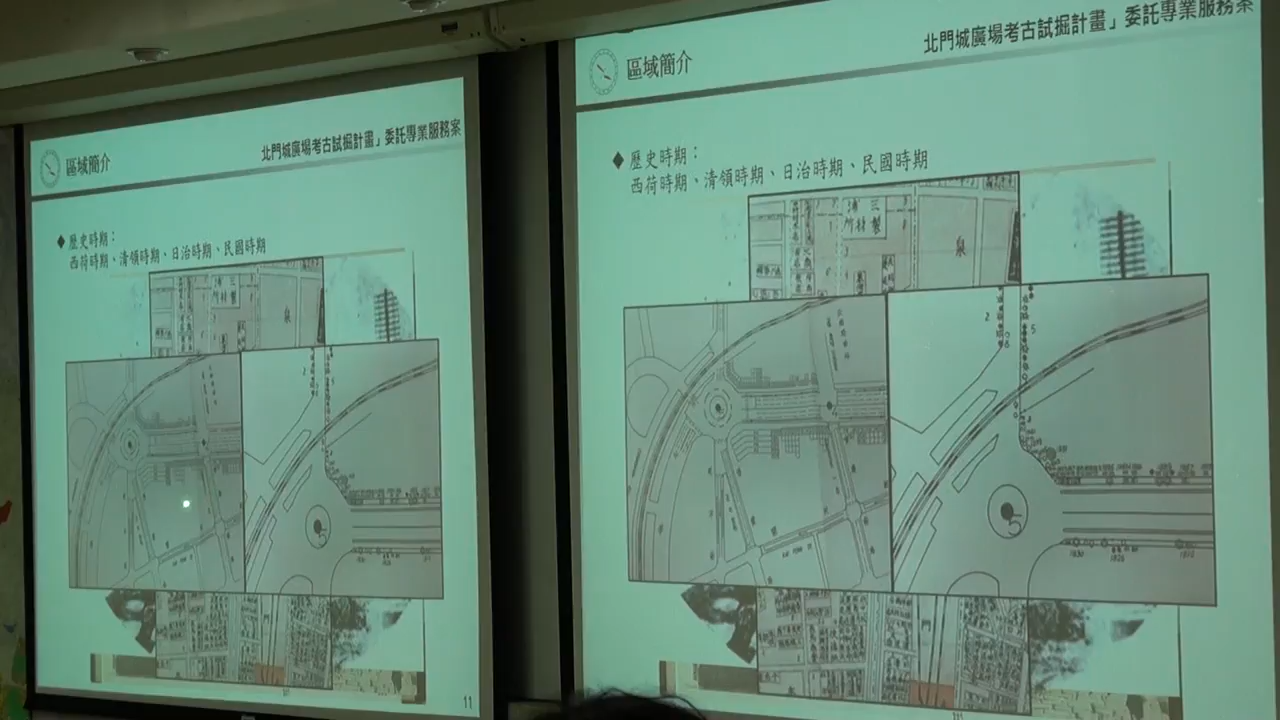 區域簡介
北門城廣場考古試掘計畫」委託專業服務案
◆ 歷史時期：
西荷時期、清領時期、日治時期、民國時期
11
區域簡介
北門城廣場考古試掘計畫」委託專業服務案
◆ 歷史時期：
西荷時期、清領時期、日治時期、民國時期